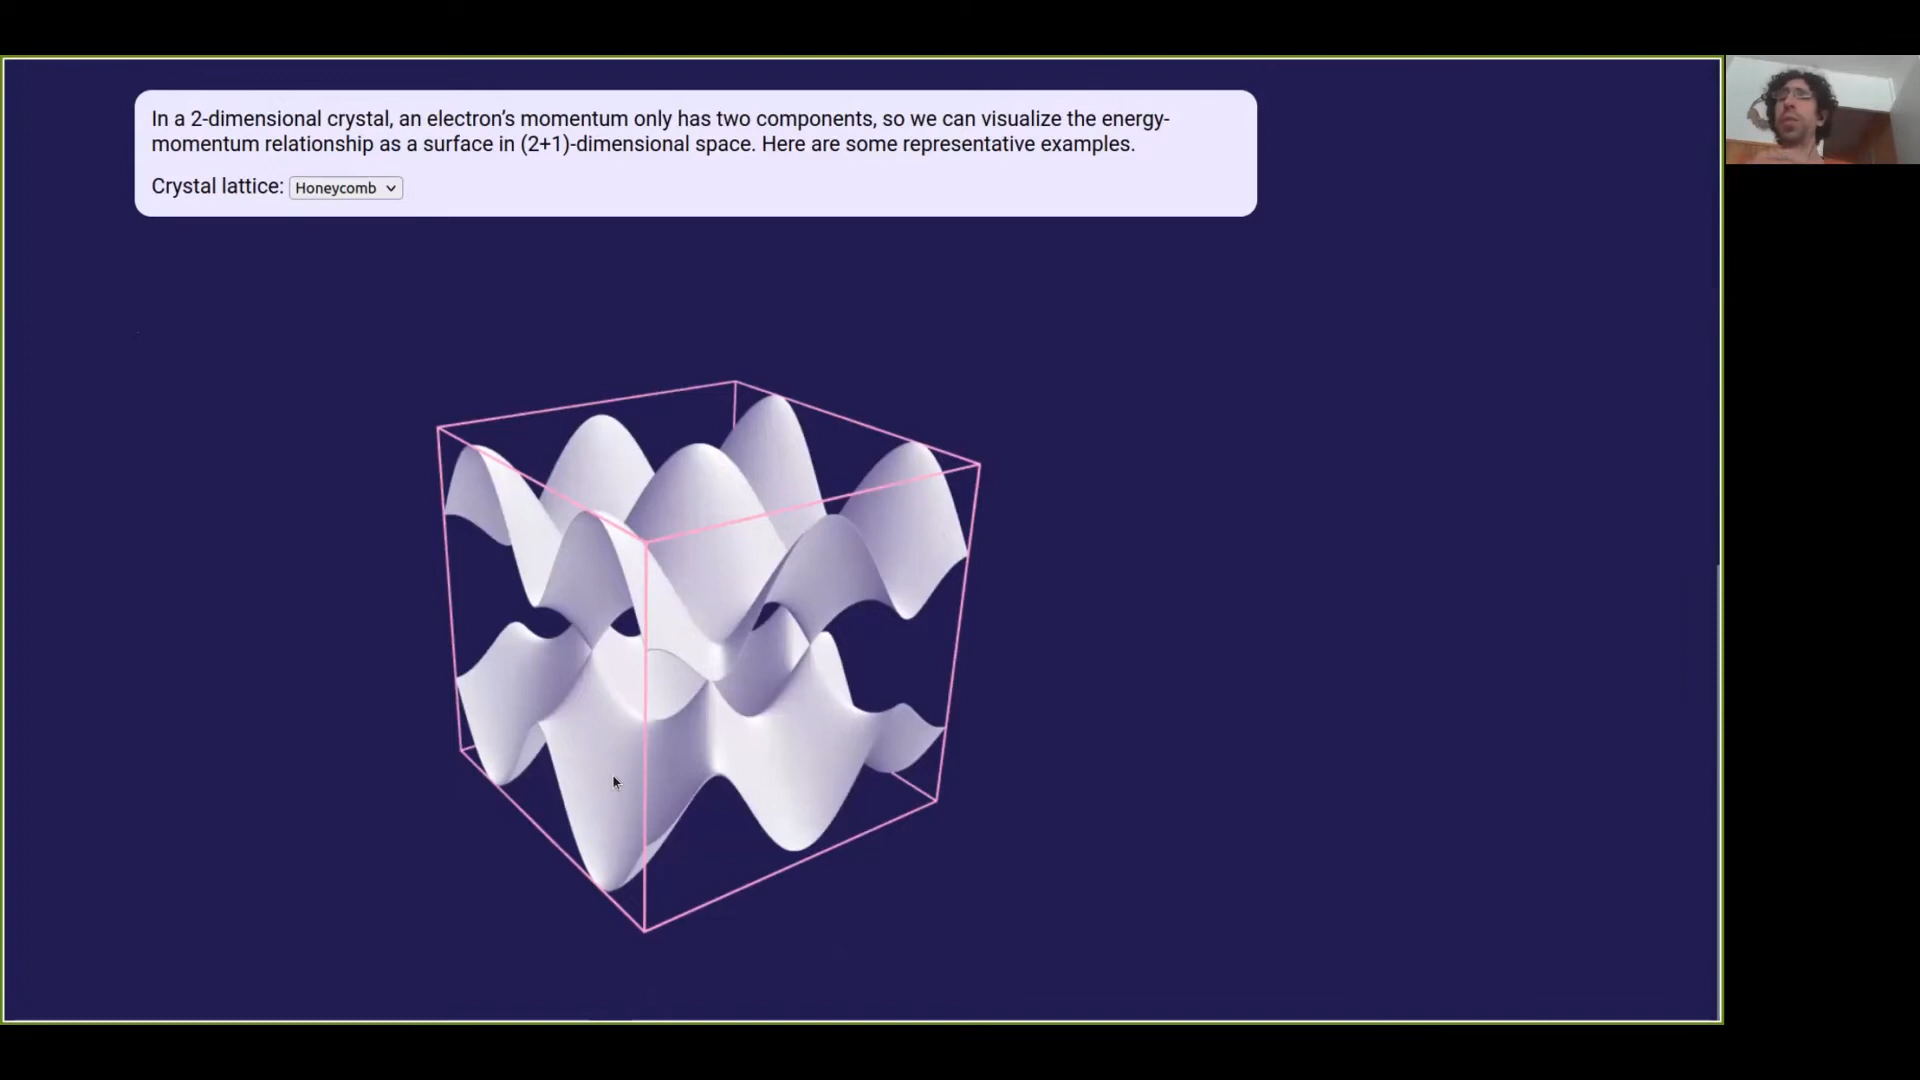 In a 2-dimensional crystal, an electron’s momentum only has two components, so we can visualize the energy-
momentum relationship as a surface in (2+1)-dimensional space. Here are some representative examples.
Crystal lattice: Honeycomb